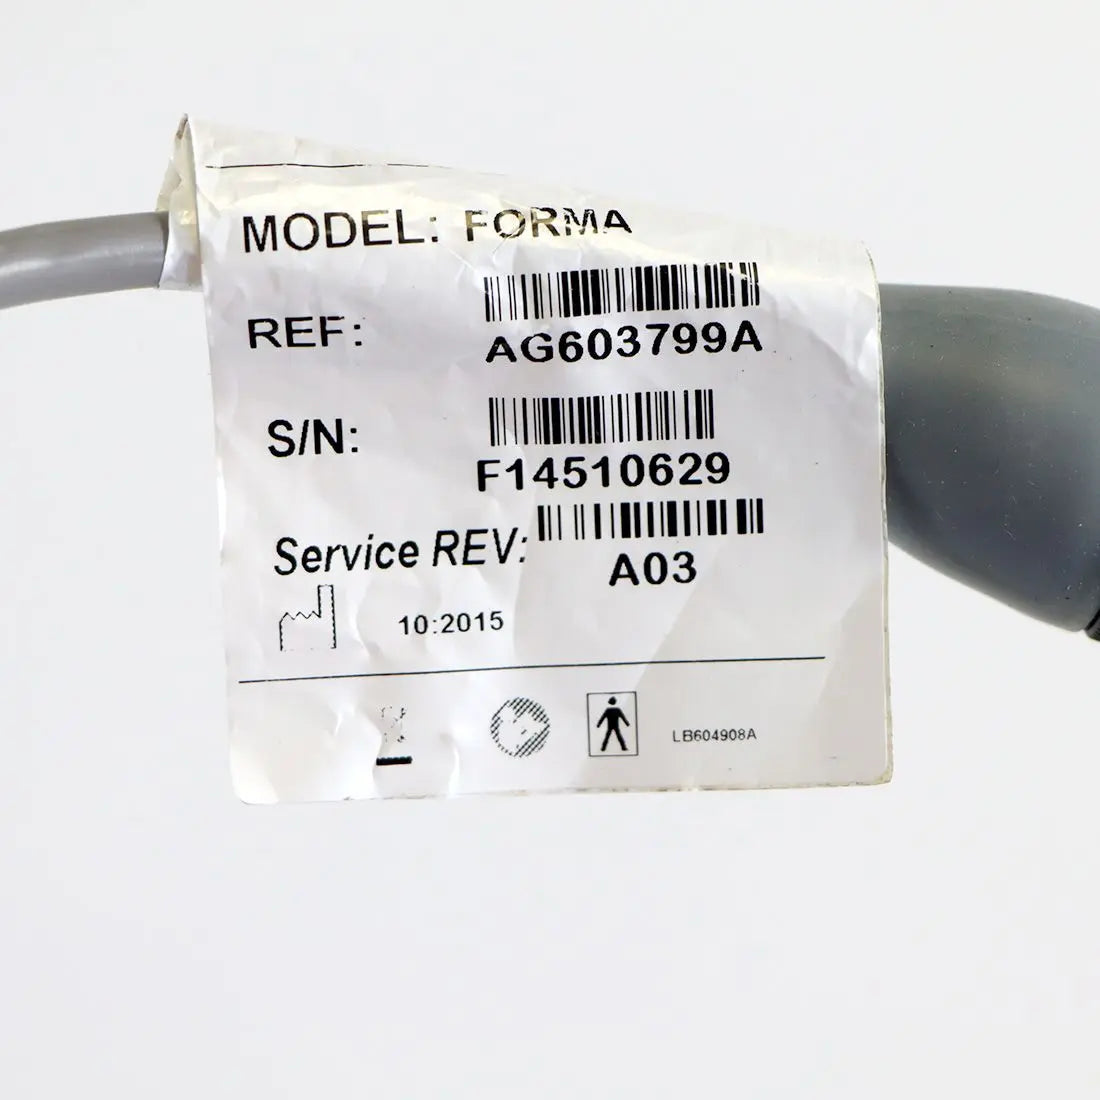 MODEL: FORMA
REF: AG603799A
S/N: F14510629
Service REV: A03
10:2015
LB604908A